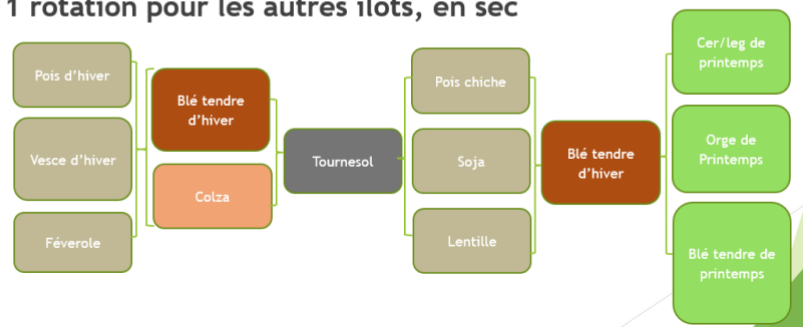 1 rotation pour les autres ilots, en sec
Pois d'hiver
Vesce d'hiver
Féverole
Blé tendre
d'hiver
Colza
Tournesol
Pois chiche
Soja
Lentille
Blé tendre
d'hiver
Cer/leg de
printemps
Orge de
Printemps
Blé tendre de
printemps